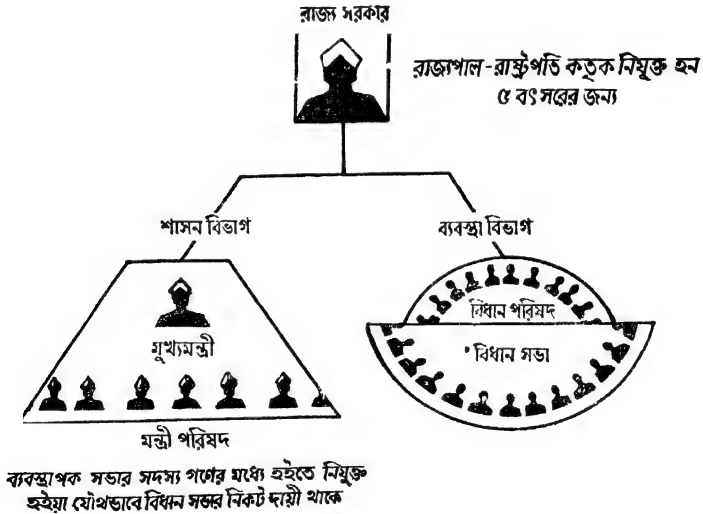 রাজ্য সরকার
রাজ্যপাল-রাষ্ট্রপতি কর্তৃক নিযুক্ত হন
৫ বৎসরের জন্য
শাসন বিভাগ
ব্যবস্থা বিভাগ
মুখ্যমন্ত্রী
বিধান পরিষদ
বিধান সভা
মন্ত্রী পরিষদ
ব্যবস্থাপক সভার সদস্য গণের মধ্যে হইতে নিযুক্ত
হইয়া যৌথভাবে বিধান সভার নিকট দায়ী থাকে